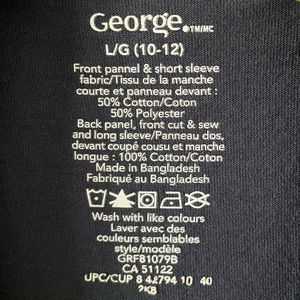 George.TM/MC
L/G (10-12)
Front pannel & short sleeve
fabric/Tissu de la manche
courte et panneau devant :
50% Cotton/Coton
50% Polyester
Back panel, front cut & sew
and long sleeve/Panneau dos,
devant coupé cousu et manche
longue : 100% Cotton/Coton
Made in Bangladesh
Fabriqué au Bangladesh
Wash with like colours
Laver avec des
couleurs semblables
style/modèle
GRF81079B
CA 51122
UPC/CUP 8 42794 10 40
2K8